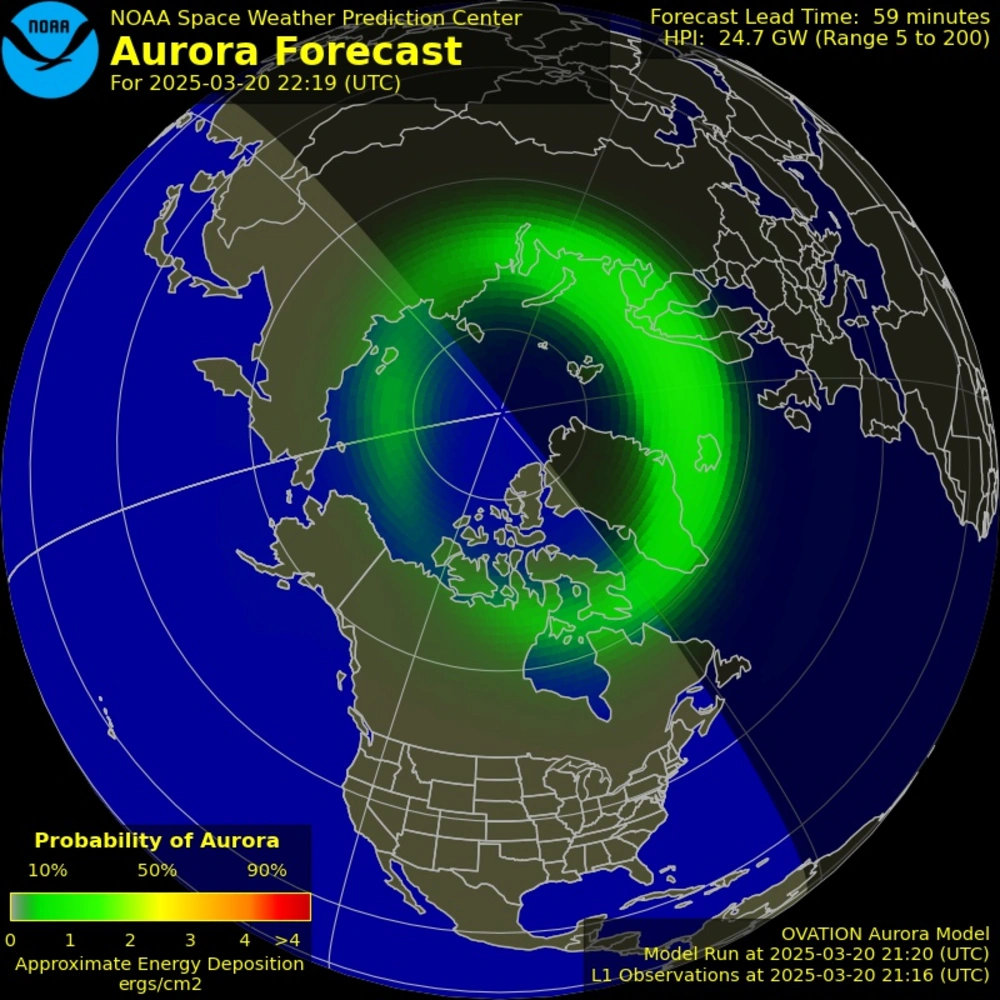 NOAA
NOAA Space Weather Prediction Center
Aurora Forecast
For 2025-03-20 22:19 (UTC)
Forecast Lead Time: 59 minutes
HPI: 24.7 GW (Range 5 to 200)
Probability of Aurora
10% 50% 90%
0 1 2 3 4 >4
Approximate Energy Deposition
ergs/cm2
OVATION Aurora Model
Model Run at 2025-03-20 21:20 (UTC)
L1 Observations at 2025-03-20 21:16 (UTC)